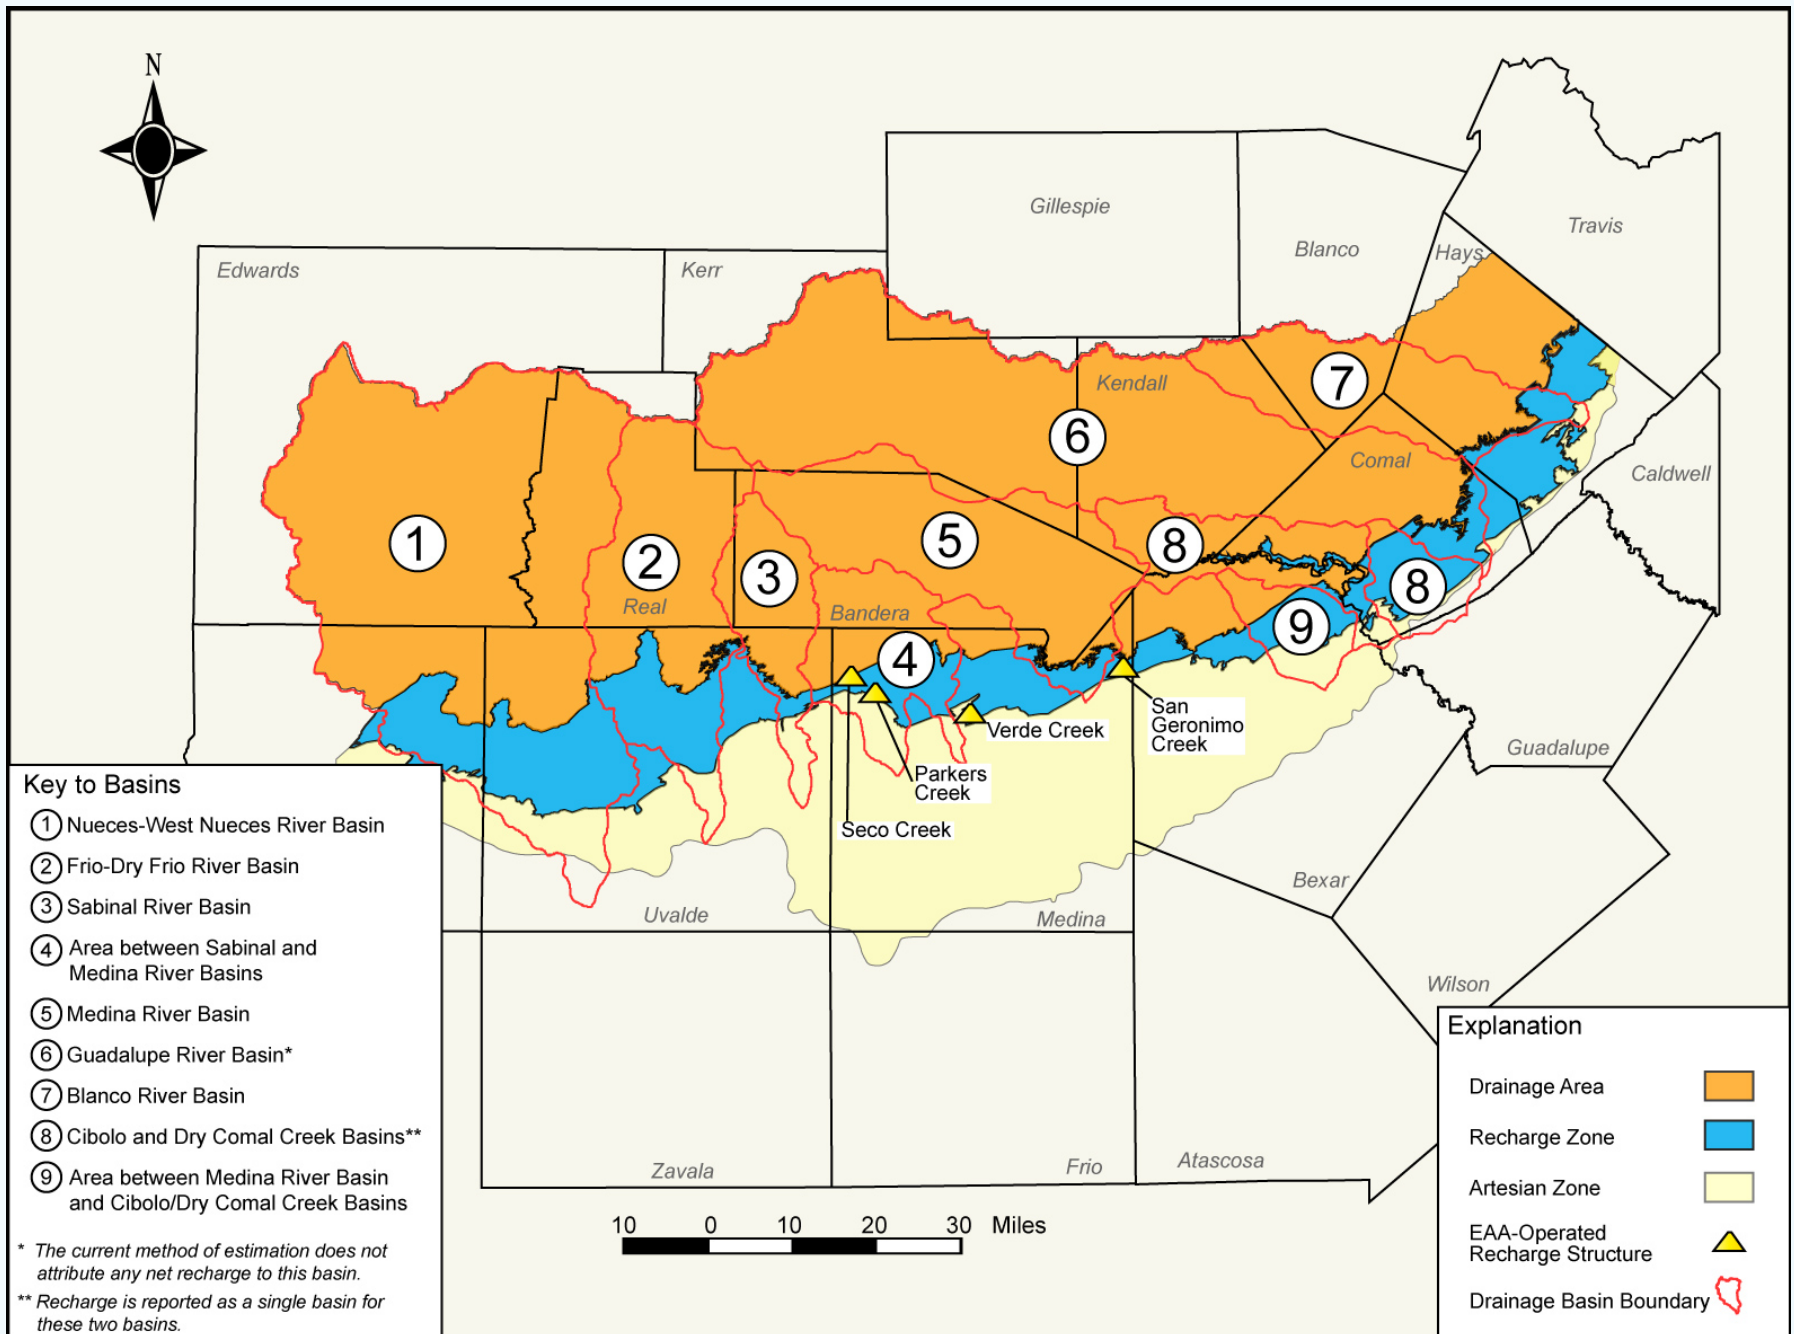 N
Gillespie
Travis
Blanco
Hays
Edwards
Kerr
7
Kendall
6
Comal
Caldwell
1
5
8
2
3
8
Real
Bandera
9
4
San
Geronimo
Creek
Verde Creek
Guadalupe
Parkers
Creek
Seco Creek
Bexar
Uvalde
Medina
Wilson
Zavala
Frio
Atascosa
10 0 10 20 30 Miles
Key to Basins
1 Nueces-West Nueces River Basin
2 Frio-Dry Frio River Basin
3 Sabinal River Basin
4 Area between Sabinal and
Medina River Basins
5 Medina River Basin
6 Guadalupe River Basin*
7 Blanco River Basin
8 Cibolo and Dry Comal Creek Basins**
9 Area between Medina River Basin
and Cibolo/Dry Comal Creek Basins
* The current method of estimation does not
attribute any net recharge to this basin.
** Recharge is reported as a single basin for
these two basins.
Explanation
Drainage Area
Recharge Zone
Artesian Zone
EAA-Operated
Recharge Structure
Drainage Basin Boundary